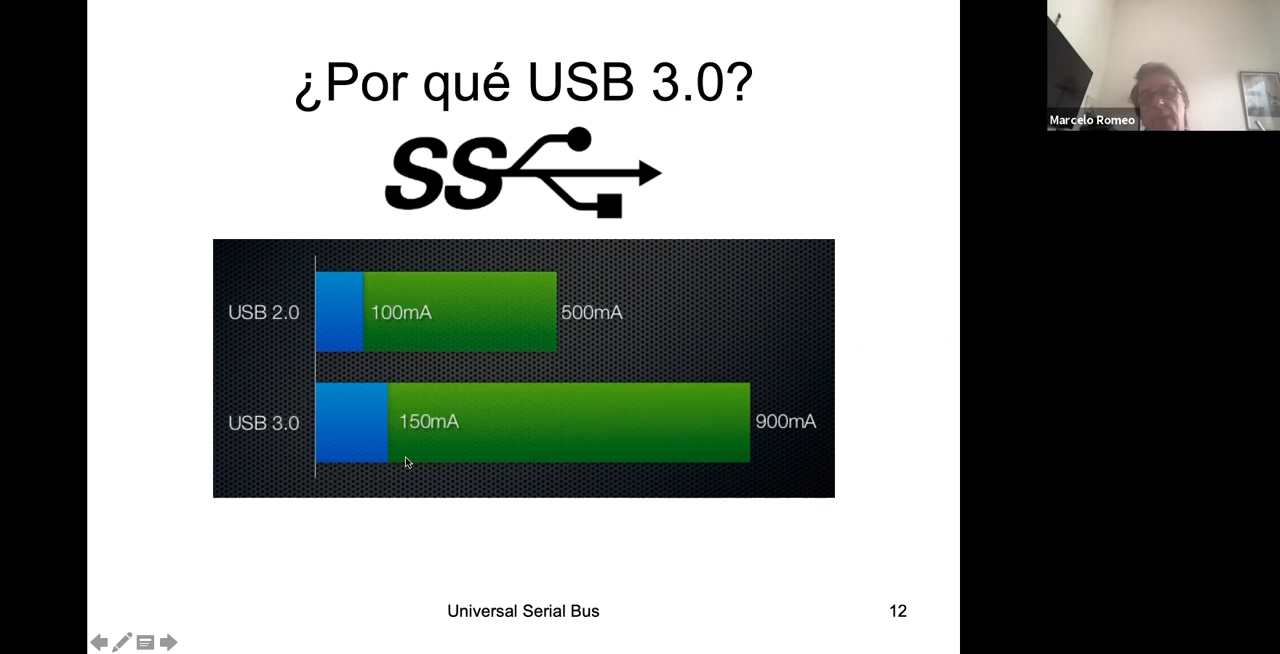 ¿Por qué USB 3.0?
SS
USB 2.0 100mA 500mA
USB 3.0 150mA 900mA
Universal Serial Bus 12
Marcelo Romeo